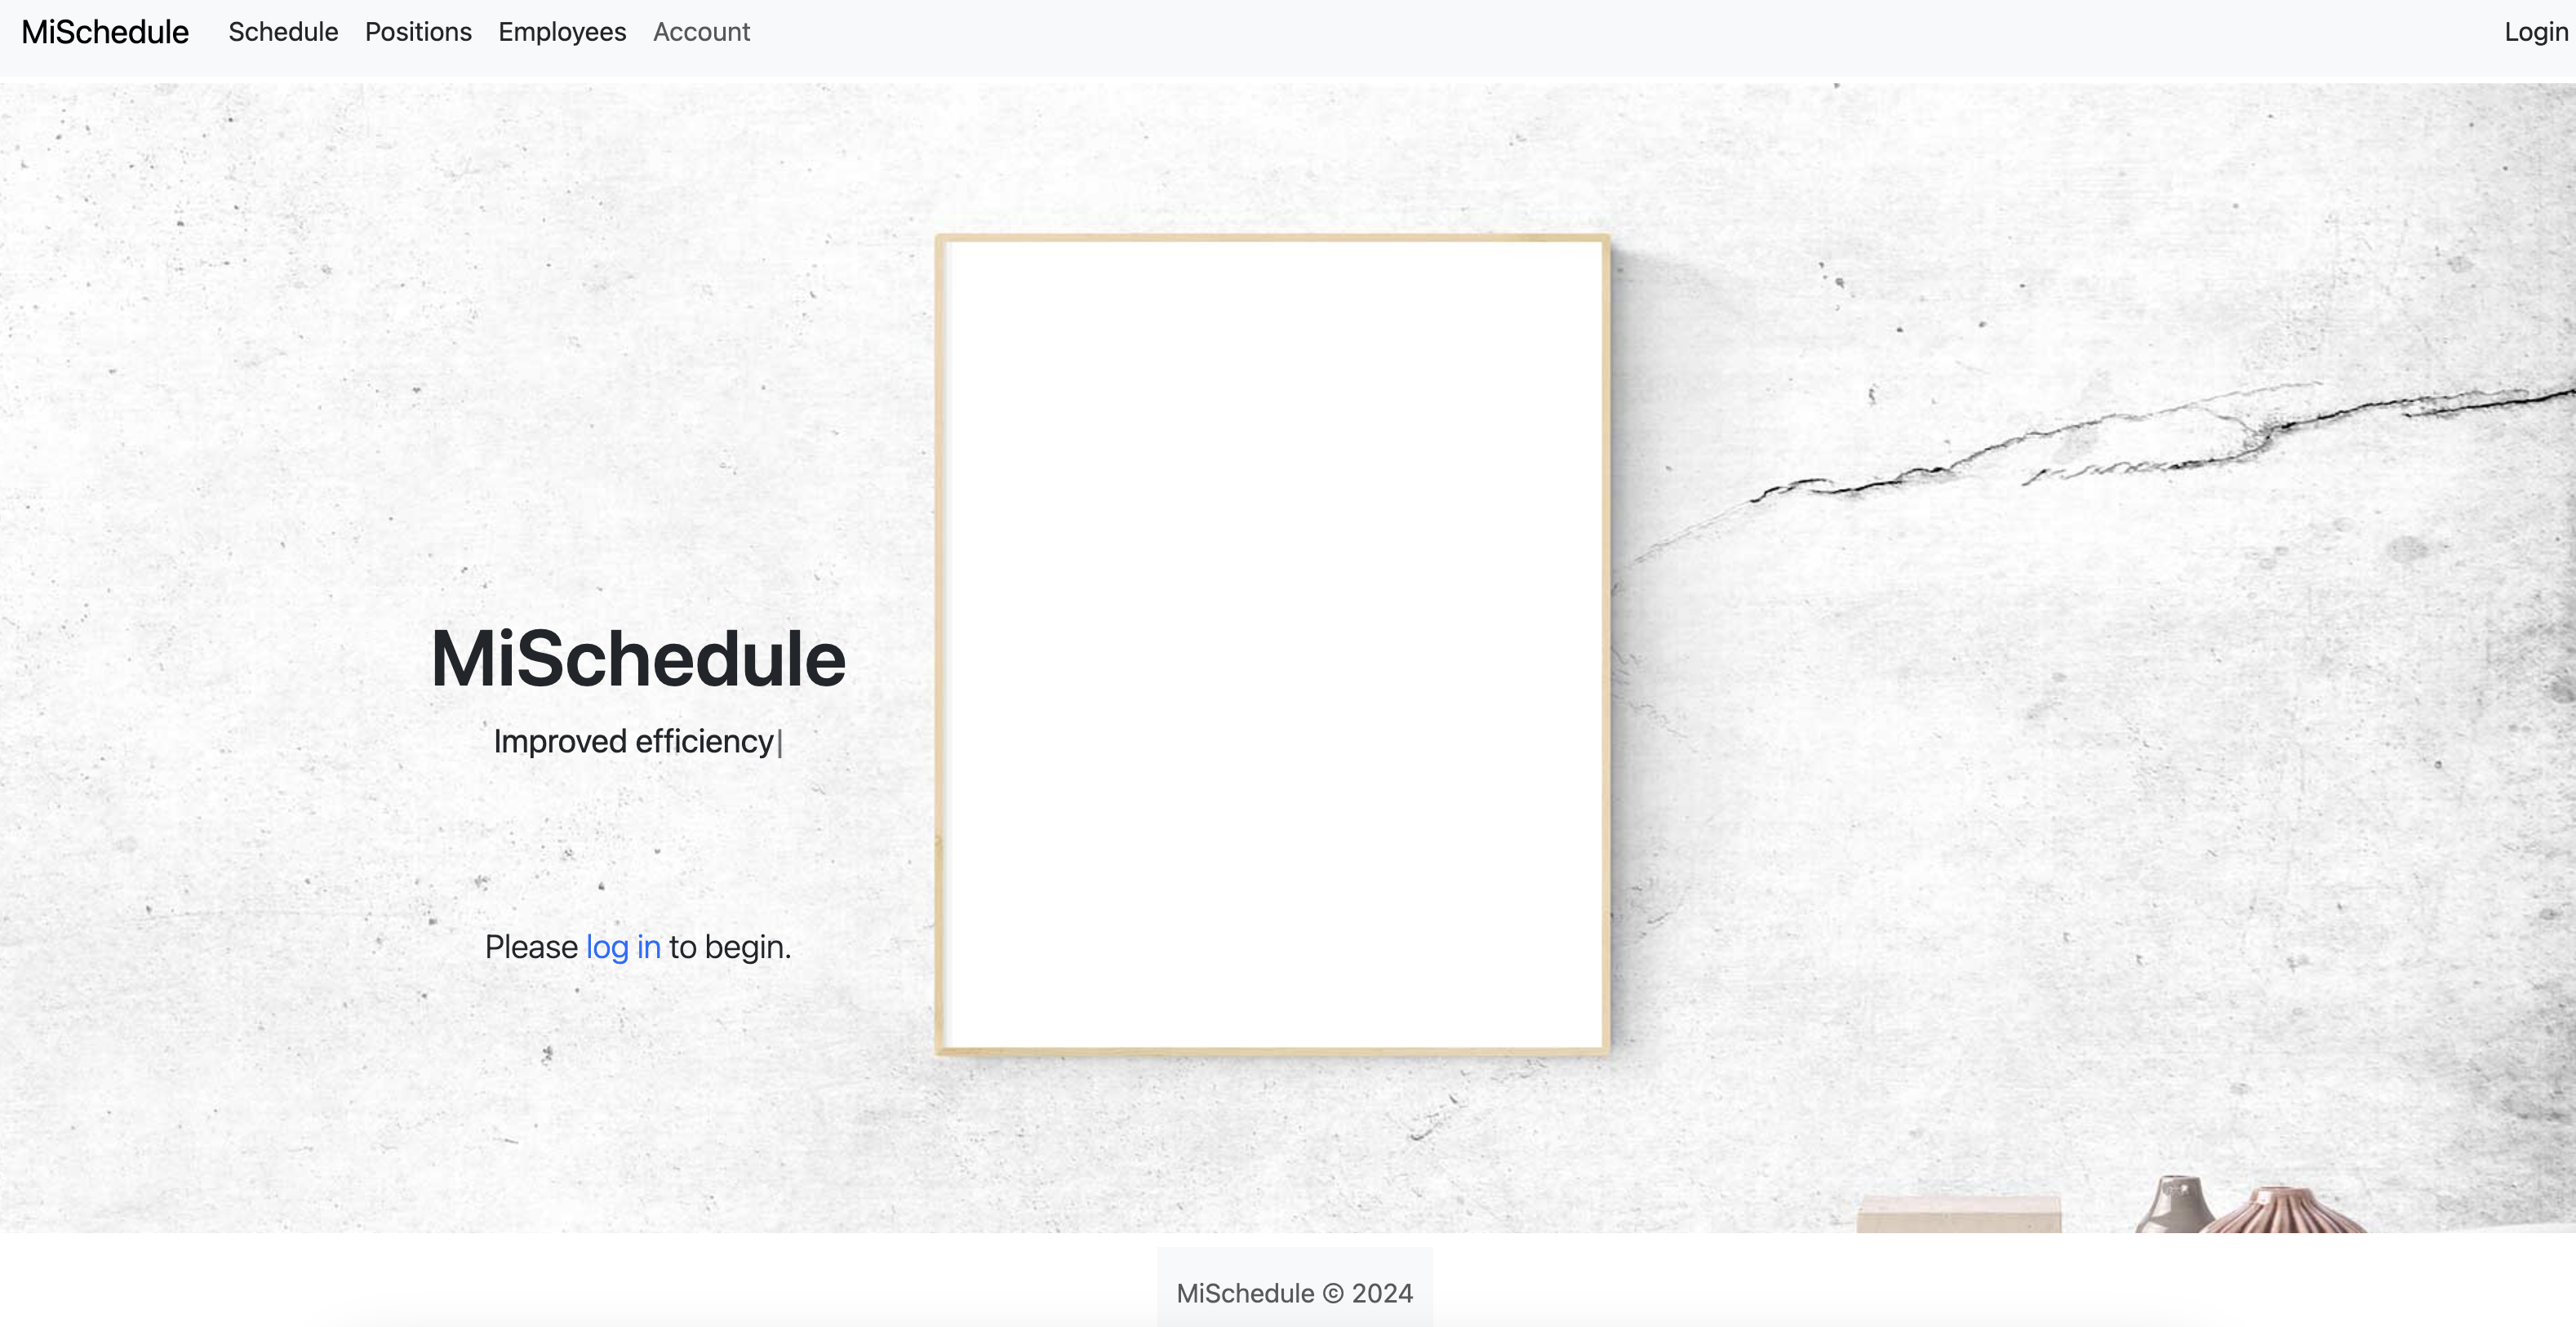 MiSchedule Schedule Positions Employees Account Login
MiSchedule
Improved efficiency|
Please log in to begin.
MiSchedule © 2024